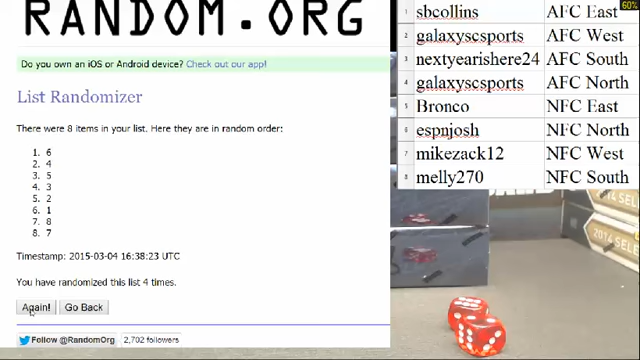 RANDOM.ORG
Do you own an iOS or Android device? Check out our app!
List Randomizer
There were 8 items in your list. Here they are in random order:
1. 6
2. 4
3. 5
4. 3
5. 2
6. 1
7. 8
8. 7
Timestamp: 2015-03-04 16:38:23 UTC
You have randomized this list 4 times.
Again! Go Back
Follow @RandomOrg 2,702 followers
60%
1 sbcollins AFC East
2 galaxyscsports AFC West
3 nextyearishere24 AFC South
4 galaxyscsports AFC North
5 Bronco NFC East
6 espnjosh NFC North
7 mikezack12 NFC West
8 melly270 NFC South
2014 SELE